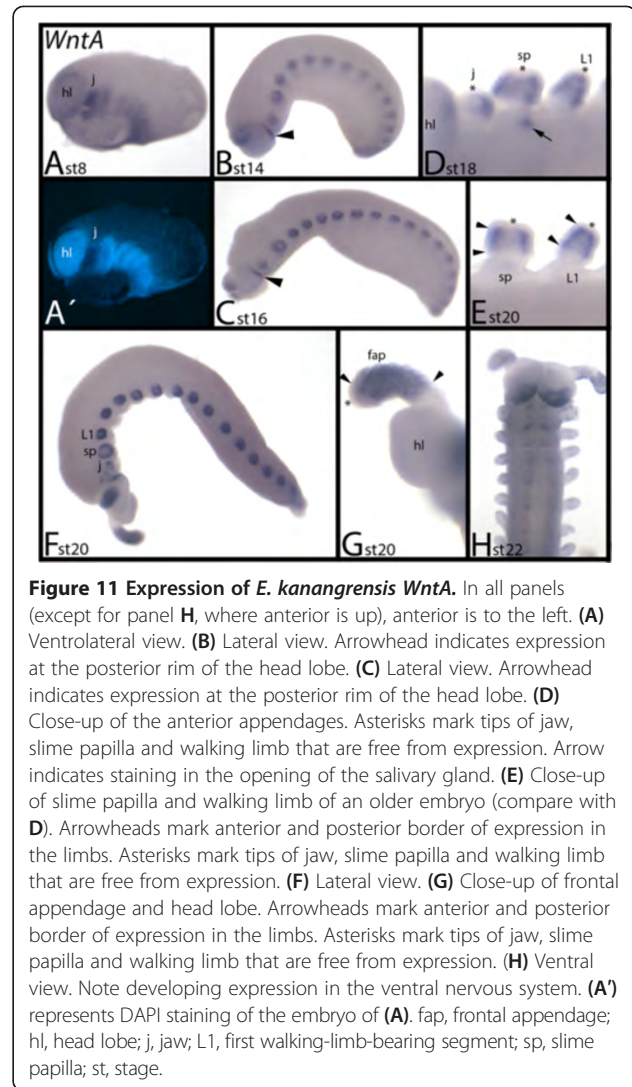 WntA
hl
j
A st8
B st14
j
*
sp
*
L1
*
hl
D st18
hl
j
A′
C st16
*
*
sp
L1
E st20
L1
sp
j
F st20
fap
*
hl
G st20
H st22
Figure 11 Expression of E. kanangrensis WntA. In all panels
(except for panel H, where anterior is up), anterior is to the left. (A)
Ventrolateral view. (B) Lateral view. Arrowhead indicates expression
at the posterior rim of the head lobe. (C) Lateral view. Arrowhead
indicates expression at the posterior rim of the head lobe. (D)
Close-up of the anterior appendages. Asterisks mark tips of jaw,
slime papilla and walking limb that are free from expression. Arrow
indicates staining in the opening of the salivary gland. (E) Close-up
of slime papilla and walking limb of an older embryo (compare with
D). Arrowheads mark anterior and posterior border of expression in
the limbs. Asterisks mark tips of jaw, slime papilla and walking limb
that are free from expression. (F) Lateral view. (G) Close-up of frontal
appendage and head lobe. Arrowheads mark anterior and posterior
border of expression in the limbs. Asterisks mark tips of jaw, slime
papilla and walking limb that are free from expression. (H) Ventral
view. Note developing expression in the ventral nervous system. (A')
represents DAPI staining of the embryo of (A). fap, frontal appendage;
hl, head lobe; j, jaw; L1, first walking-limb-bearing segment; sp, slime
papilla; st, stage.